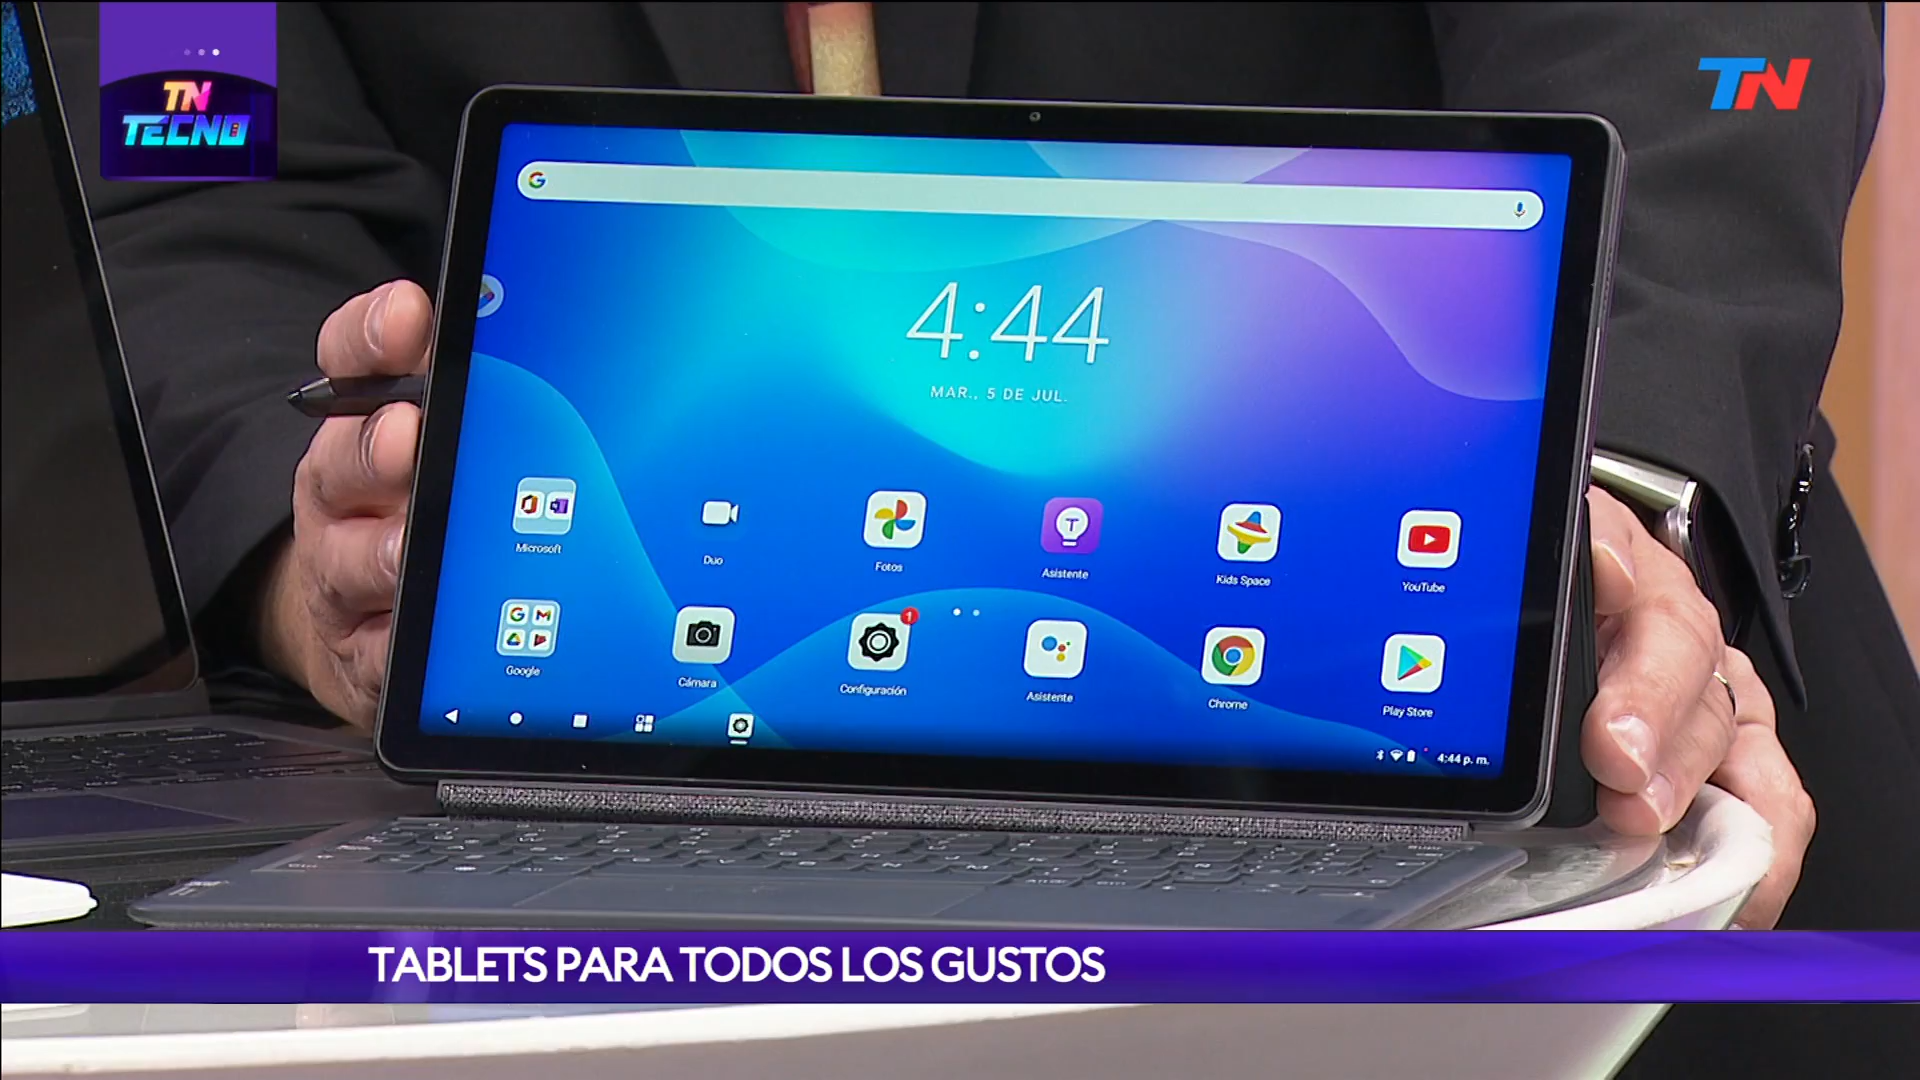 TN
TECNO
TN
4:44
MAR., 5 DE JUL.
Microsoft
Duo
Fotos
Asistente
Kids Space
YouTube
1
Google
Cámara
Configuración
Asistente
Chrome
Play Store
4:44 p. m.
TABLETS PARA TODOS LOS GUSTOS